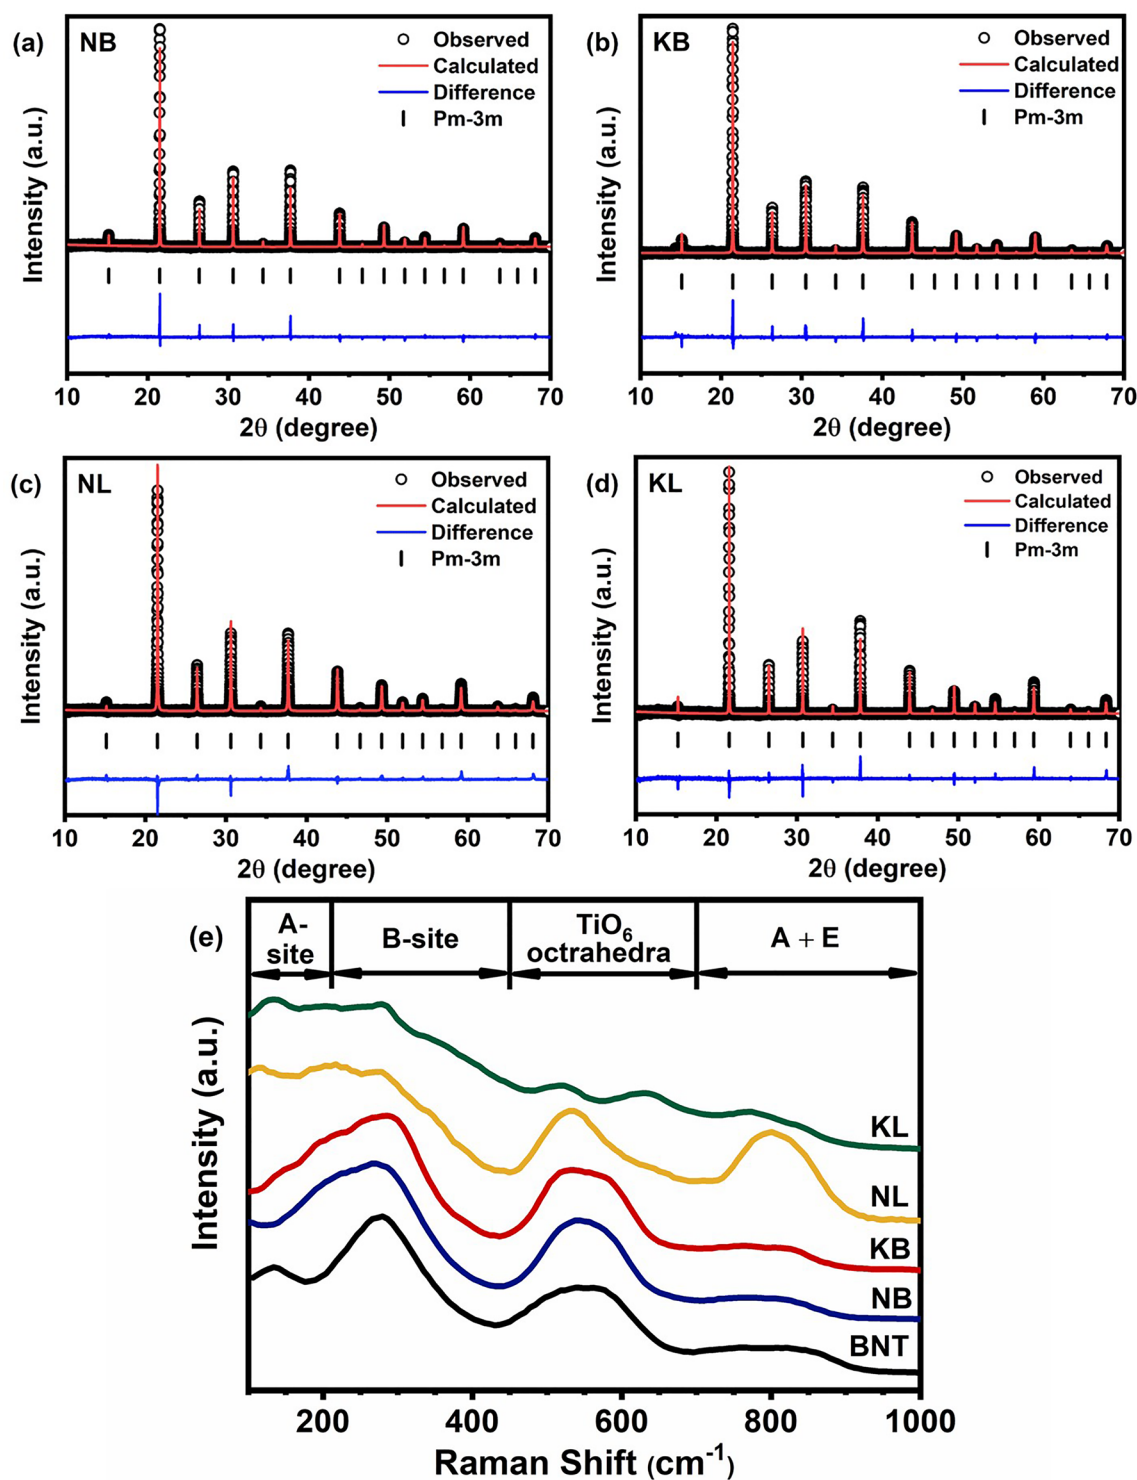 (a) NB
Observed
Calculated
Difference
Pm-3m
Intensity (a.u.)
10 20 30 40 50 60 70
2θ (degree)
(b) KB
Observed
Calculated
Difference
Pm-3m
Intensity (a.u.)
10 20 30 40 50 60 70
2θ (degree)
(c) NL
Observed
Calculated
Difference
Pm-3m
Intensity (a.u.)
10 20 30 40 50 60 70
2θ (degree)
(d) KL
Observed
Calculated
Difference
Pm-3m
Intensity (a.u.)
10 20 30 40 50 60 70
2θ (degree)
(e)
A-
site
B-site
TiO₆
octrahedra
A + E
Intensity (a.u.)
KL
NL
KB
NB
BNT
200 400 600 800 1000
Raman Shift (cm⁻¹)